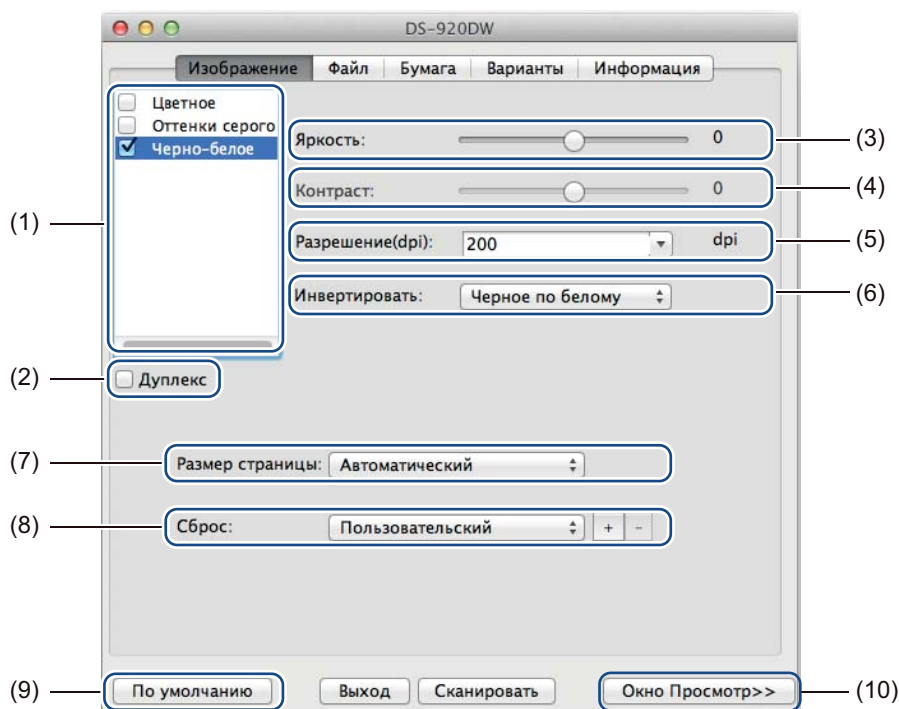 DS-920DW
Изображение Файл Бумага Варианты Информация
Цветное
Оттенки серого
Черно-белое
(1)
Яркость: 0 (3)
Контраст: 0 (4)
Разрешение(dpi): 200 dpi (5)
Инвертировать: Черное по белому (6)
(2) Дуплекс
(7) Размер страницы: Автоматический
(8) Сброс: Пользовательский + -
(9) По умолчанию Выход Сканировать Окно Просмотр>> (10)